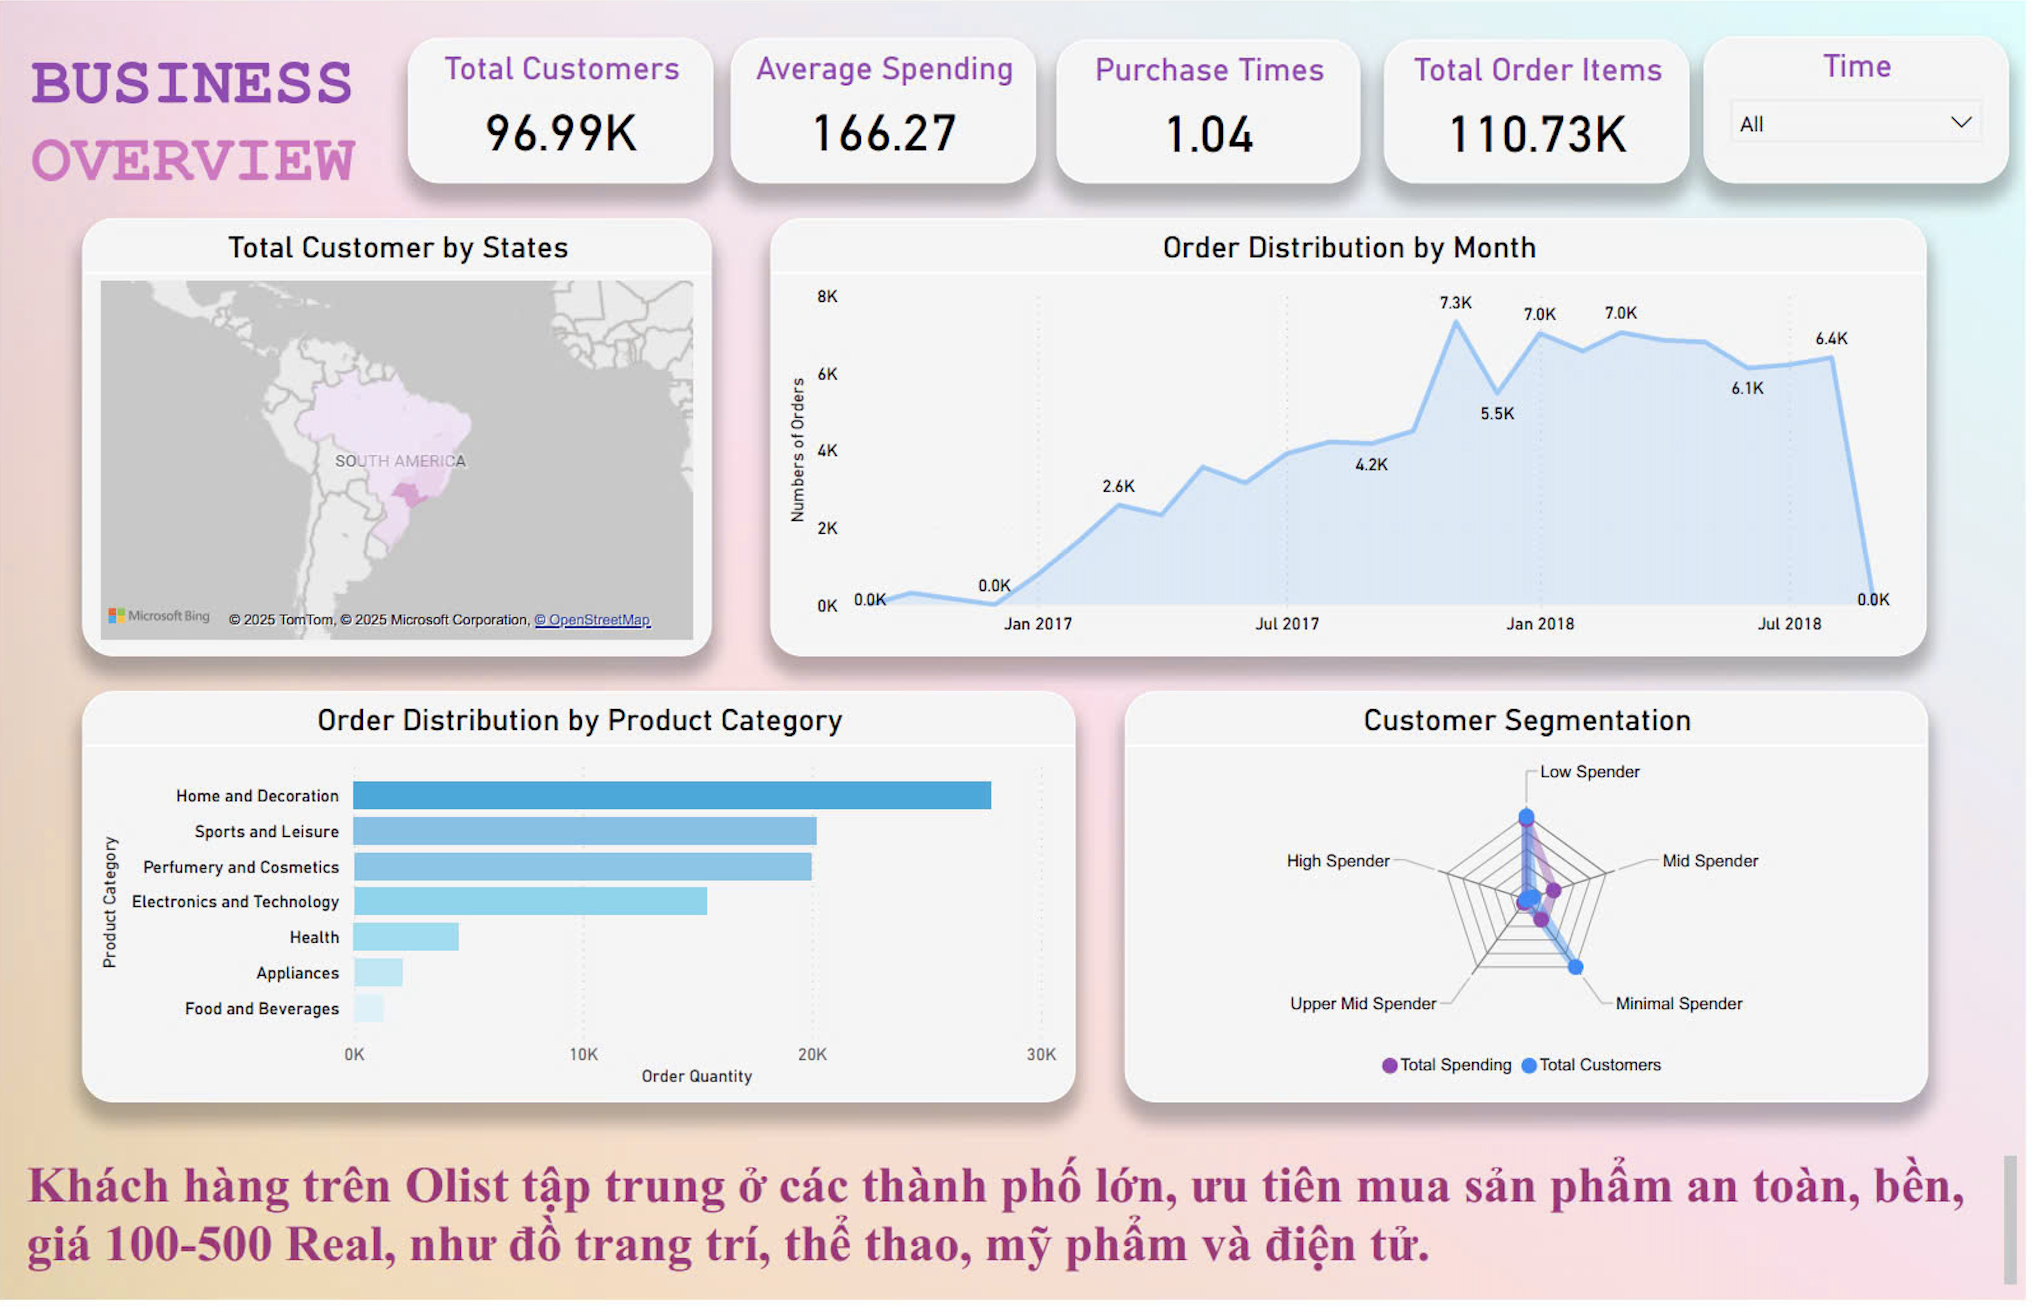 BUSINESS
OVERVIEW
Total Customers
96.99K
Average Spending
166.27
Purchase Times
1.04
Total Order Items
110.73K
Time
All
Total Customer by States
SOUTH AMERICA
Microsoft Bing
© 2025 TomTom, © 2025 Microsoft Corporation, © OpenStreetMap
Order Distribution by Month
Numbers of Orders
8K
6K
4K
2K
0K
0.0K
0.0K
2.6K
4.2K
7.3K
5.5K
7.0K
7.0K
6.1K
6.4K
0.0K
Jan 2017
Jul 2017
Jan 2018
Jul 2018
Order Distribution by Product Category
Product Category
Home and Decoration
Sports and Leisure
Perfumery and Cosmetics
Electronics and Technology
Health
Appliances
Food and Beverages
0K
10K
20K
30K
Order Quantity
Customer Segmentation
Low Spender
High Spender
Mid Spender
Upper Mid Spender
Minimal Spender
Total Spending
Total Customers
Khách hàng trên Olist tập trung ở các thành phố lớn, ưu tiên mua sản phẩm an toàn, bền,
giá 100-500 Real, như đồ trang trí, thể thao, mỹ phẩm và điện tử.